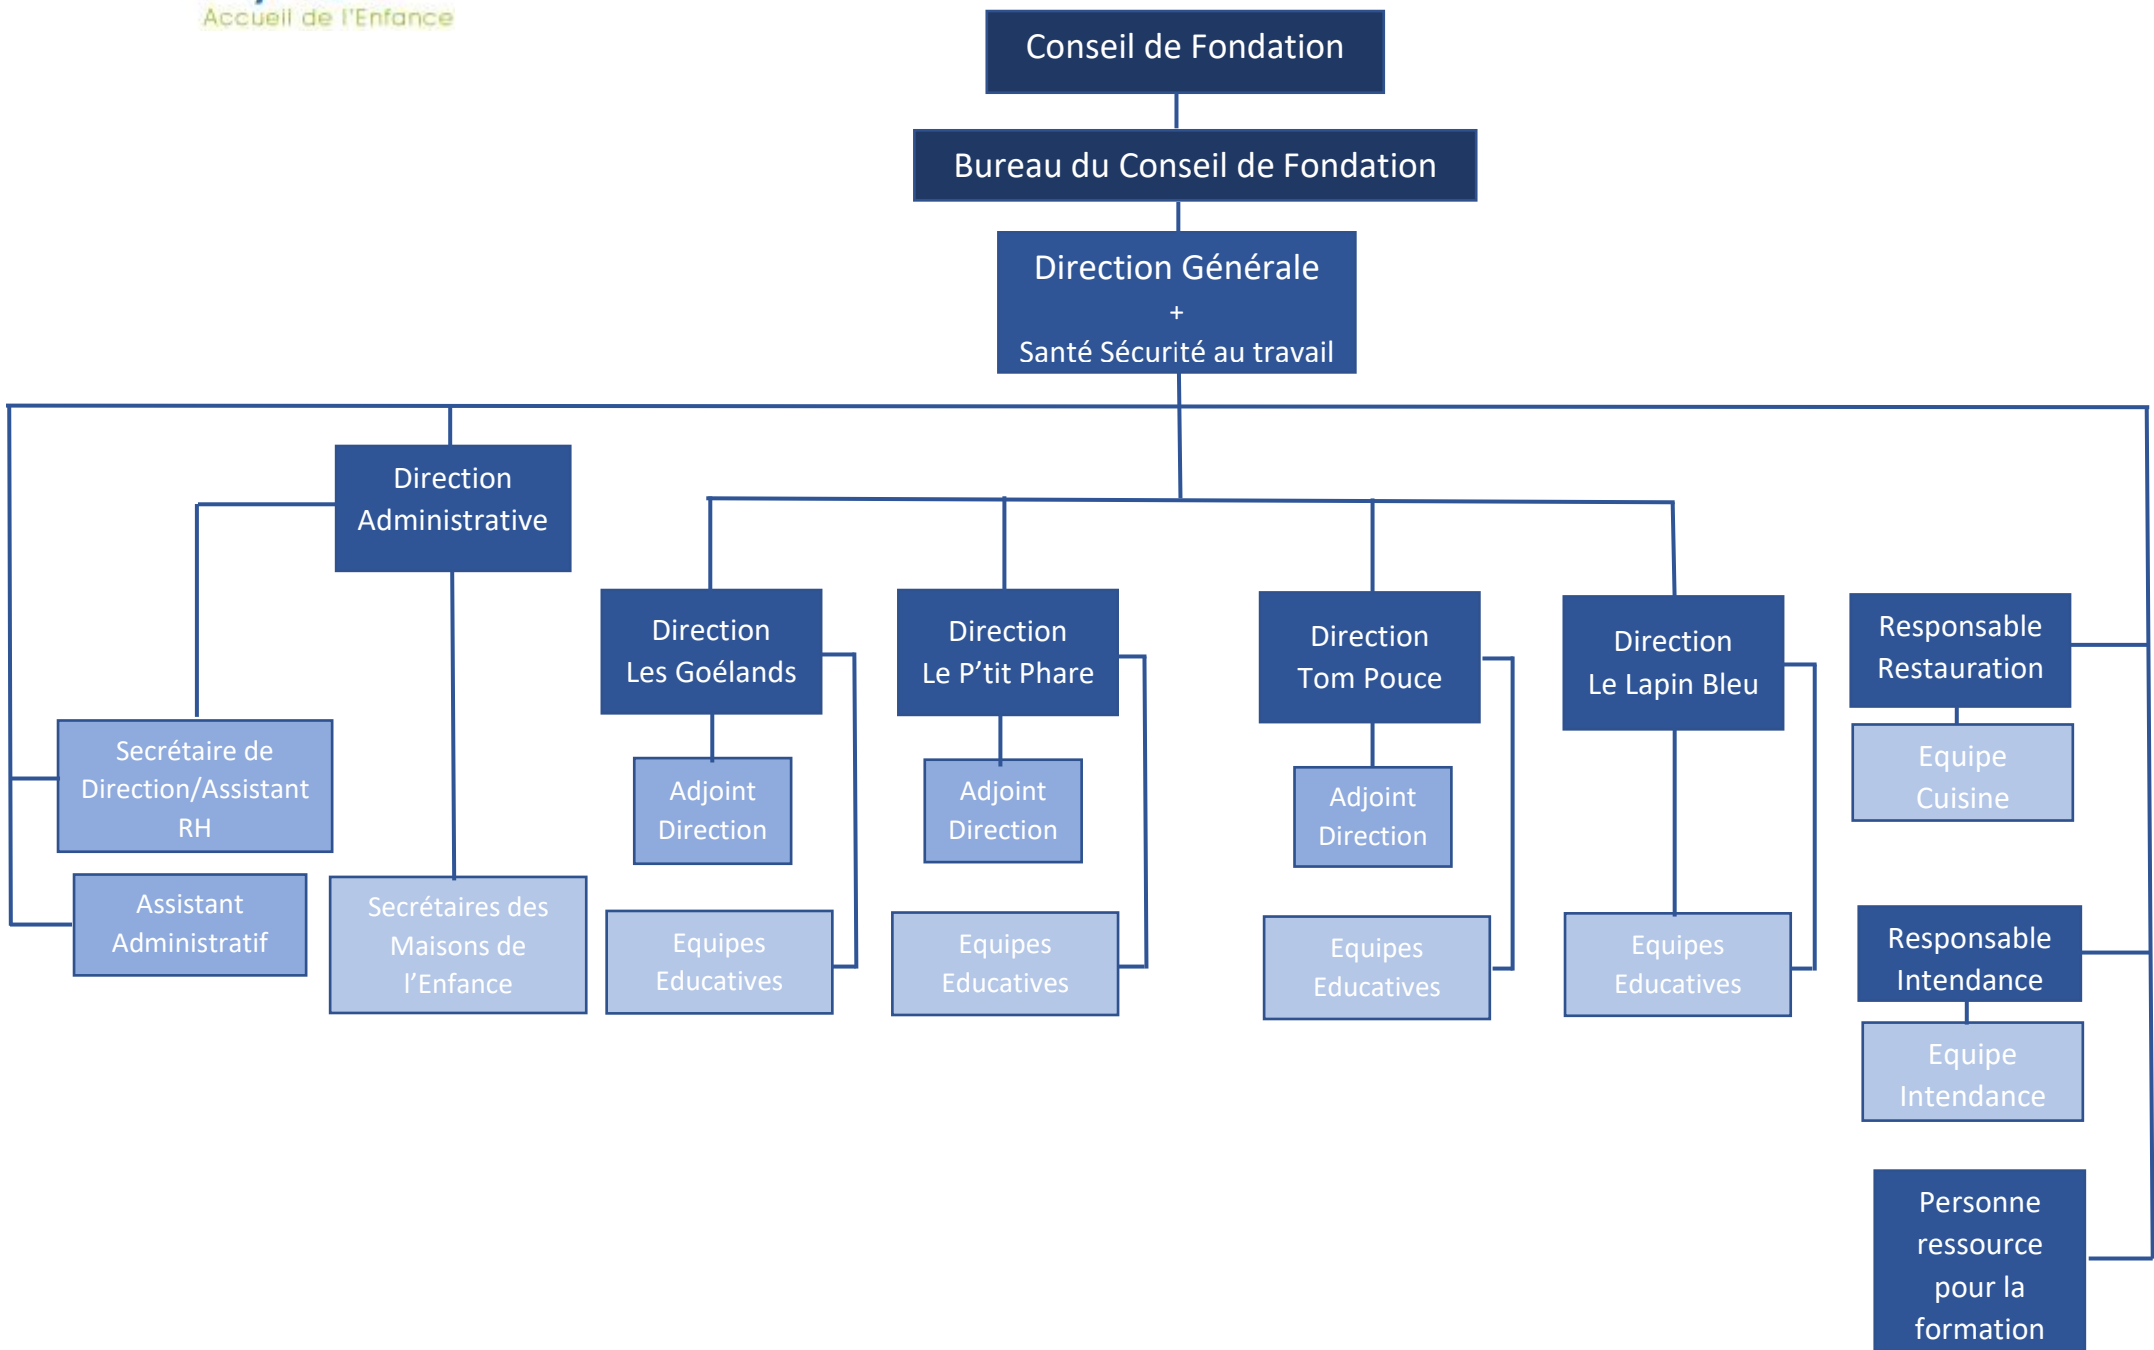 Accueil de l'Enfance
Conseil de Fondation
Bureau du Conseil de Fondation
Direction Générale
+
Santé Sécurité au travail
Direction
Administrative
Direction
Les Goélands
Direction
Le P'tit Phare
Direction
Tom Pouce
Direction
Le Lapin Bleu
Responsable
Restauration
Secrétaire de
Direction/Assistant
RH
Adjoint
Direction
Adjoint
Direction
Adjoint
Direction
Equipe
Cuisine
Assistant
Administratif
Secrétaires des
Maisons de
l'Enfance
Equipes
Educatives
Equipes
Educatives
Equipes
Educatives
Equipes
Educatives
Responsable
Intendance
Equipe
Intendance
Personne
ressource
pour la
formation